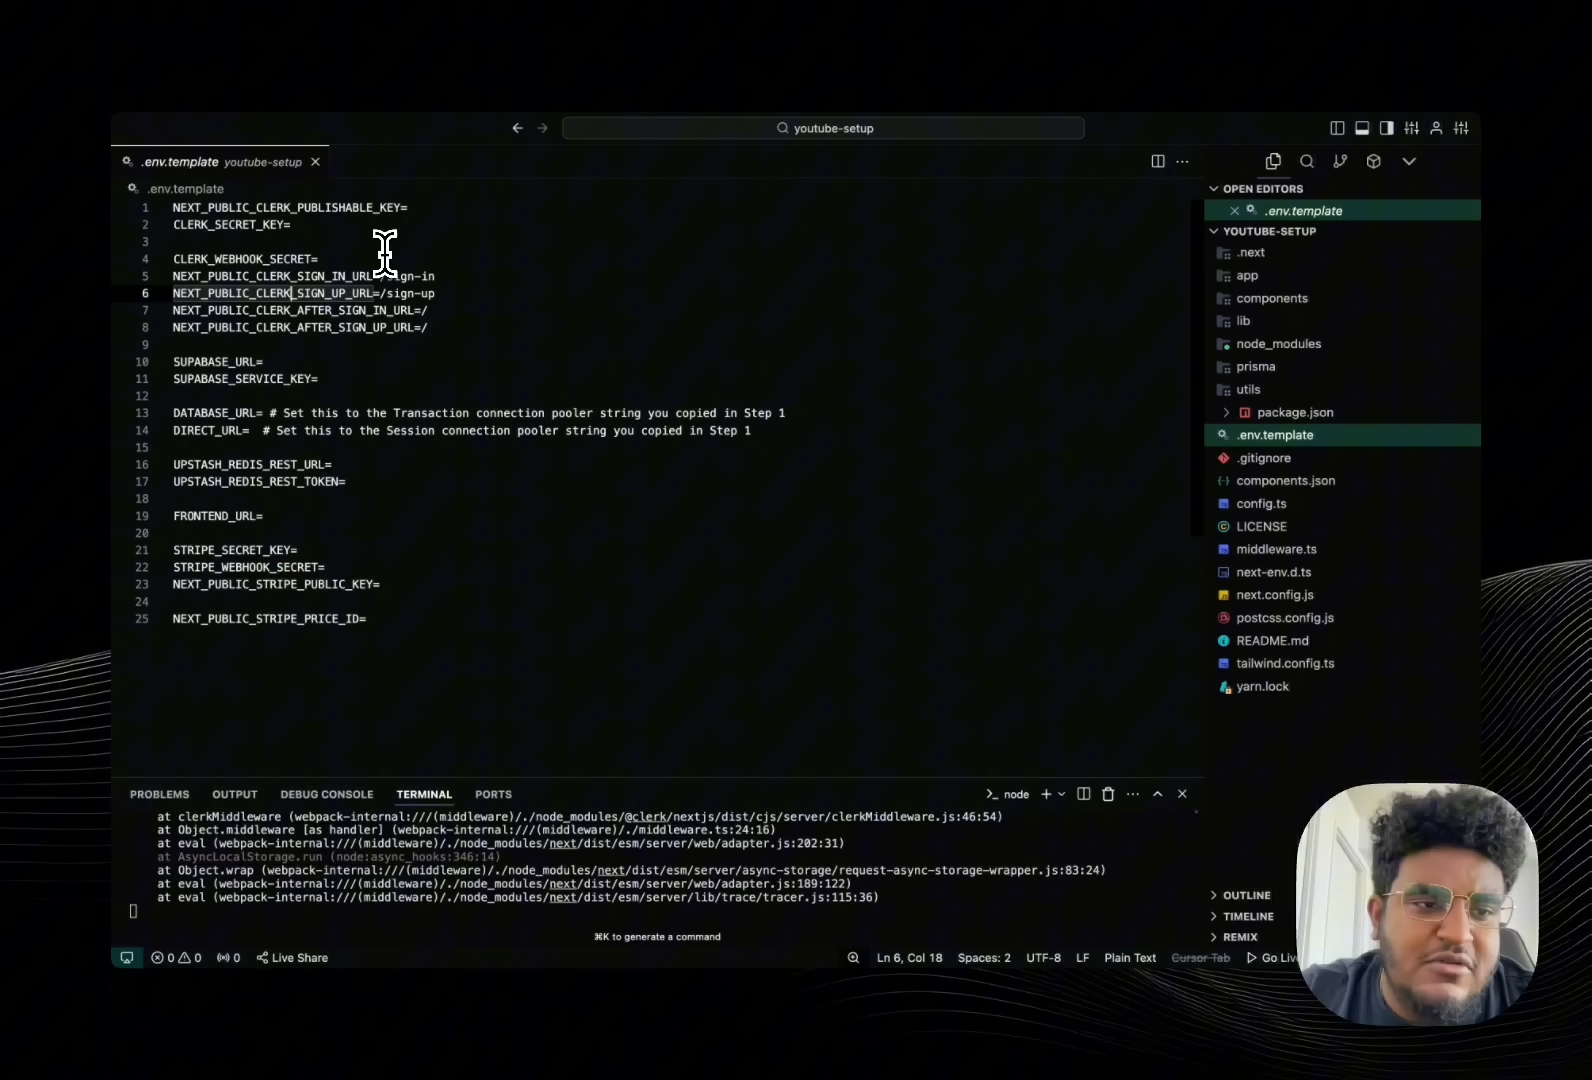 youtube-setup
.env.template youtube-setup
.env.template
1 NEXT_PUBLIC_CLERK_PUBLISHABLE_KEY=
2 CLERK_SECRET_KEY=
3
4 CLERK_WEBHOOK_SECRET=
5 NEXT_PUBLIC_CLERK_SIGN_IN_URL=/sign-in
6 NEXT_PUBLIC_CLERK_SIGN_UP_URL=/sign-up
7 NEXT_PUBLIC_CLERK_AFTER_SIGN_IN_URL=/
8 NEXT_PUBLIC_CLERK_AFTER_SIGN_UP_URL=/
9
10 SUPABASE_URL=
11 SUPABASE_SERVICE_KEY=
12
13 DATABASE_URL= # Set this to the Transaction connection pooler string you copied in Step 1
14 DIRECT_URL=  # Set this to the Session connection pooler string you copied in Step 1
15
16 UPSTASH_REDIS_REST_URL=
17 UPSTASH_REDIS_REST_TOKEN=
18
19 FRONTEND_URL=
20
21 STRIPE_SECRET_KEY=
22 STRIPE_WEBHOOK_SECRET=
23 NEXT_PUBLIC_STRIPE_PUBLIC_KEY=
24
25 NEXT_PUBLIC_STRIPE_PRICE_ID=
OPEN EDITORS
.env.template
YOUTUBE-SETUP
.next
app
components
lib
node_modules
prisma
utils
package.json
.env.template
.gitignore
components.json
config.ts
LICENSE
middleware.ts
next-env.d.ts
next.config.js
postcss.config.js
README.md
tailwind.config.ts
yarn.lock
OUTLINE
TIMELINE
REMIX
PROBLEMS OUTPUT DEBUG CONSOLE TERMINAL PORTS node
at clerkMiddleware (webpack-internal:///(middleware)/./node_modules/@clerk/nextjs/dist/cjs/server/clerkMiddleware.js:46:54)
at Object.middleware [as handler] (webpack-internal:///(middleware)/./middleware.ts:24:16)
at eval (webpack-internal:///(middleware)/./node_modules/next/dist/esm/server/web/adapter.js:202:31)
at AsyncLocalStorage.run (node:async_hooks:346:14)
at Object.wrap (webpack-internal:///(middleware)/./node_modules/next/dist/esm/server/async-storage/request-async-storage-wrapper.js:83:24)
at eval (webpack-internal:///(middleware)/./node_modules/next/dist/esm/server/web/adapter.js:189:122)
at eval (webpack-internal:///(middleware)/./node_modules/next/dist/esm/server/lib/trace/tracer.js:115:36)
⌘K to generate a command
0 0 0 Live Share Ln 6, Col 18 Spaces: 2 UTF-8 LF Plain Text Cursor Tab Go Liv